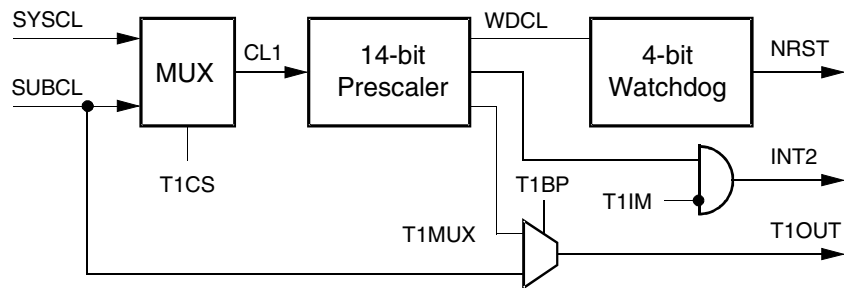 SYSCL
SUBCL
MUX
CL1
14-bit
Prescaler
WDCL
4-bit
Watchdog
NRST
T1CS
T1BP
T1IM
INT2
T1MUX
T1OUT